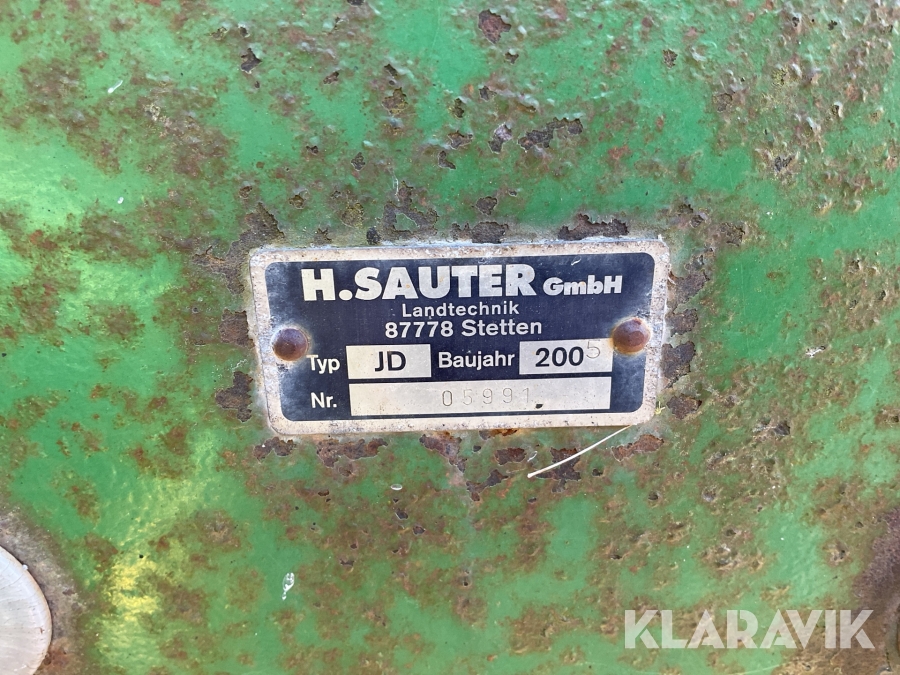 H.SAUTER GmbH
Landtechnik
87778 Stetten
Typ JD Baujahr 2005
Nr. 05991
KLARAVIK